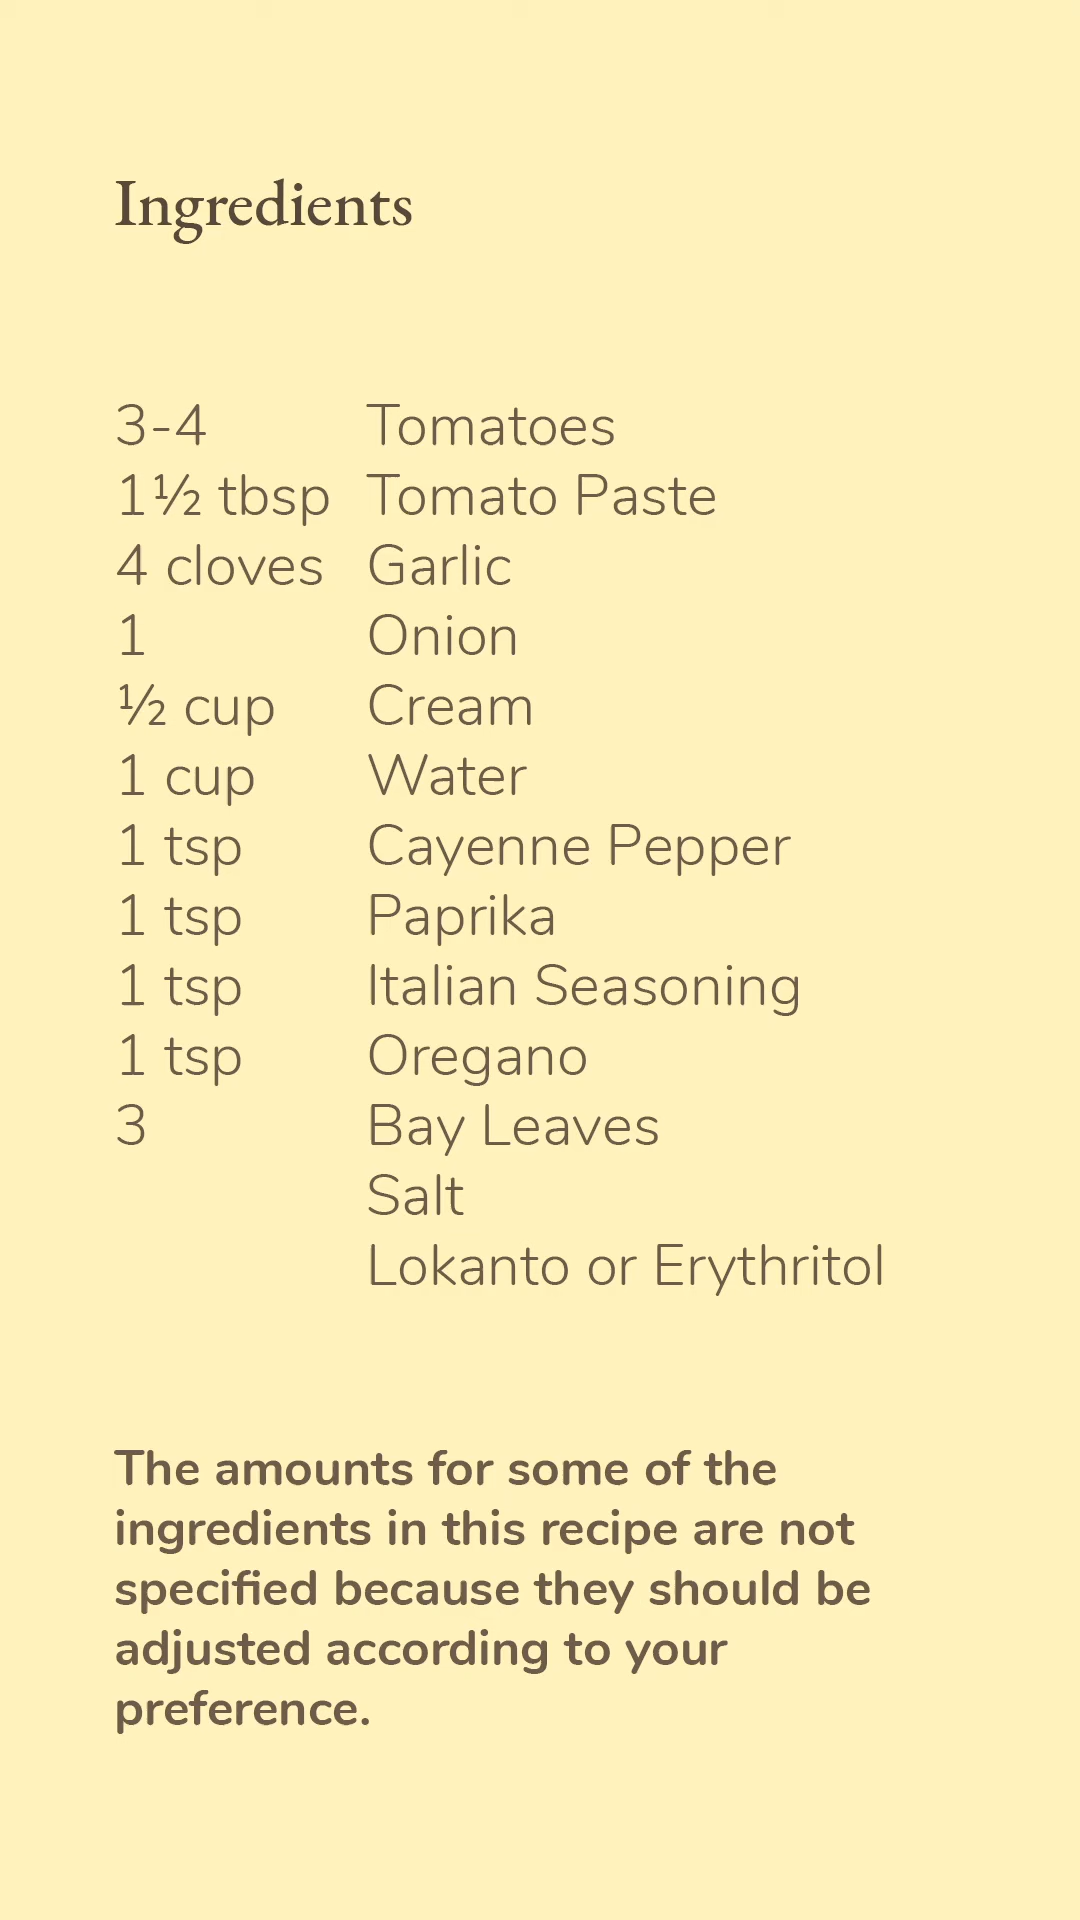 Ingredients
3-4 Tomatoes
1½ tbsp Tomato Paste
4 cloves Garlic
1 Onion
½ cup Cream
1 cup Water
1 tsp Cayenne Pepper
1 tsp Paprika
1 tsp Italian Seasoning
1 tsp Oregano
3 Bay Leaves
Salt
Lokanto or Erythritol
The amounts for some of the
ingredients in this recipe are not
specified because they should be
adjusted according to your
preference.